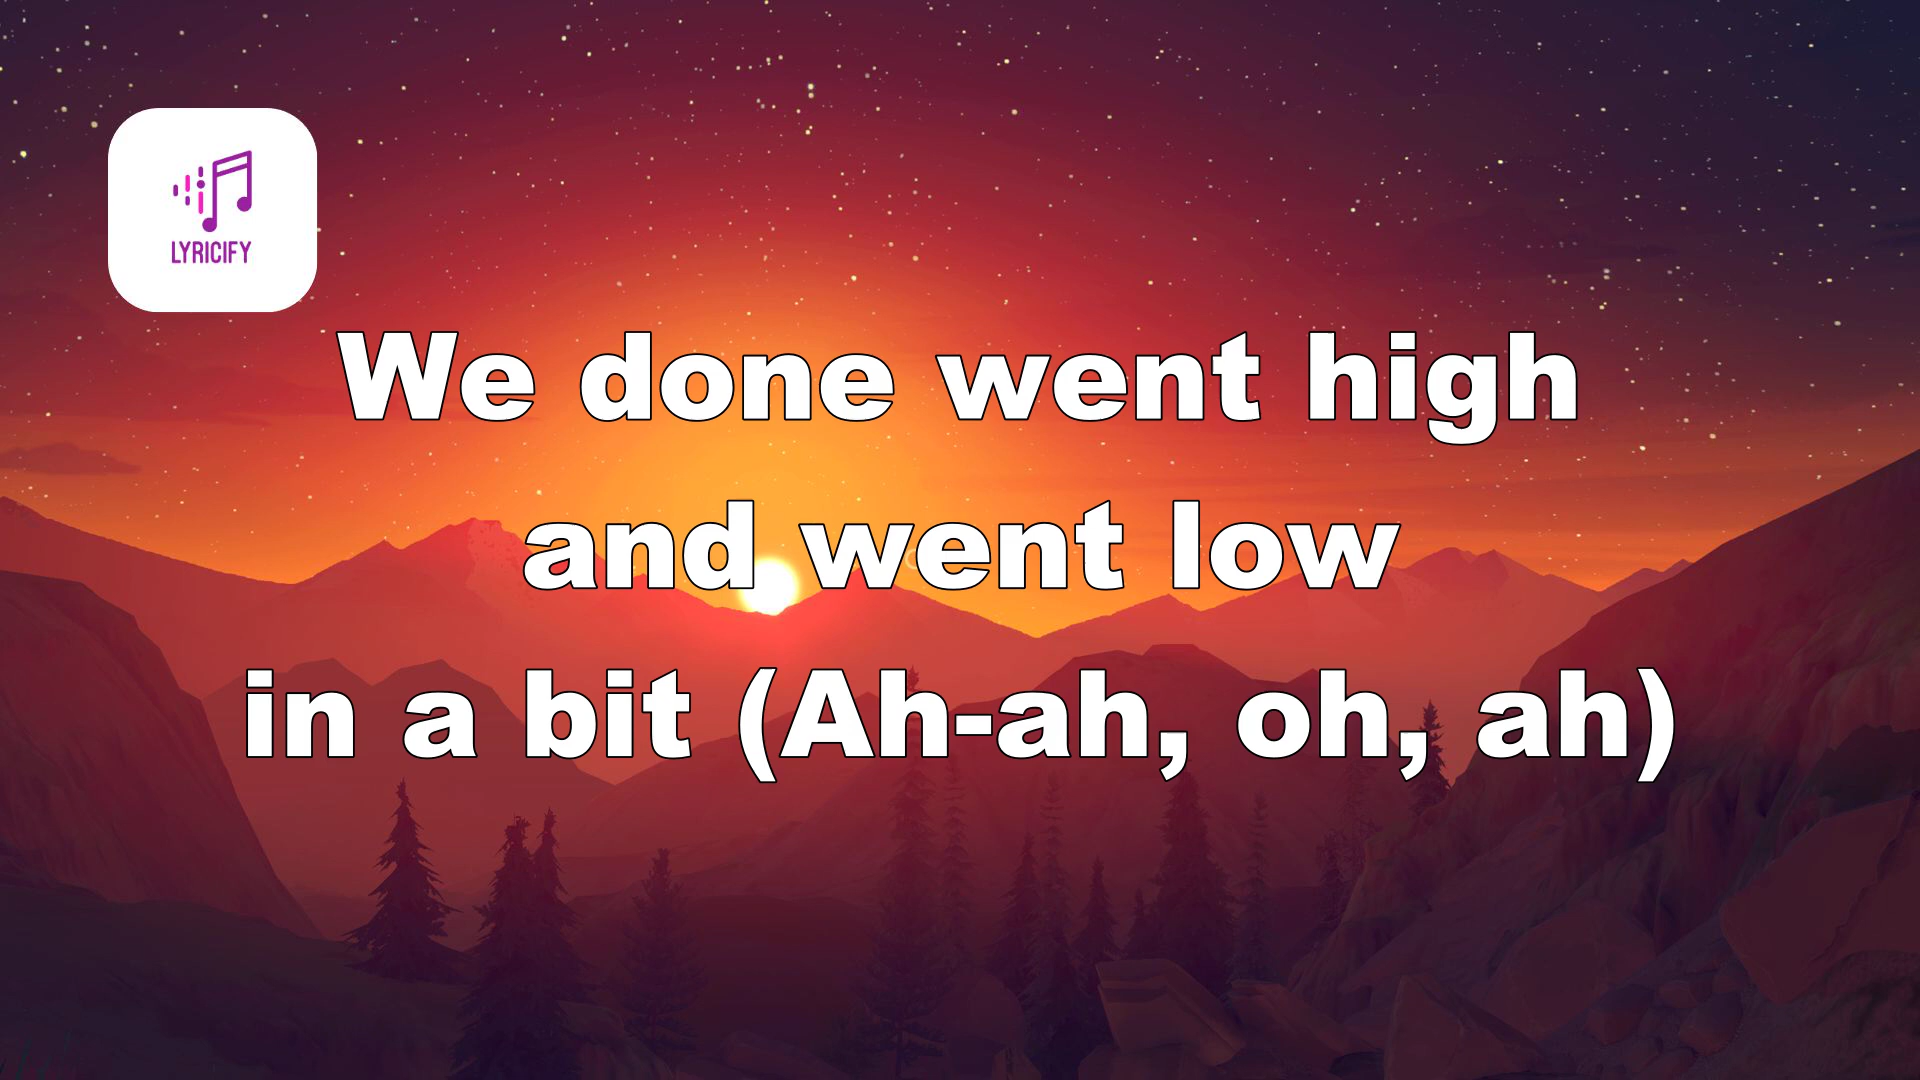 LYRICIFY
We done went high
and went low
in a bit (Ah-ah, oh, ah)